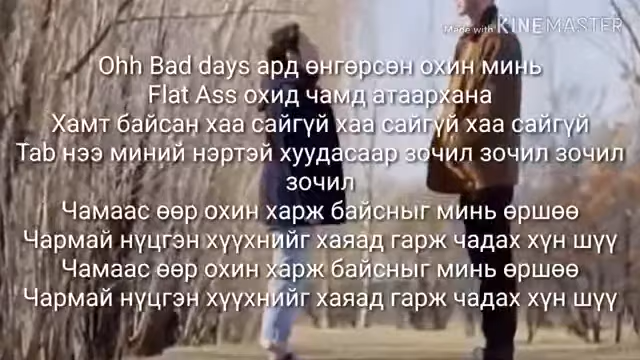 Made with KINEMASTER
Ohh Bad days ард өнгөрсөн охин минь
Flat Ass охид чамд атаархана
Хамт байсан хаа сайгүй хаа сайгүй хаа сайгүй
Tab нээ миний нэртэй хуудасаар зочил зочил зочил
зочил
Чамаас өөр охин харж байсныг минь өршөө
Чармай нүцгэн хүүхнийг хаяад гарж чадах хүн шүү
Чамаас өөр охин харж байсныг минь өршөө
Чармай нүцгэн хүүхнийг хаяад гарж чадах хүн шүү